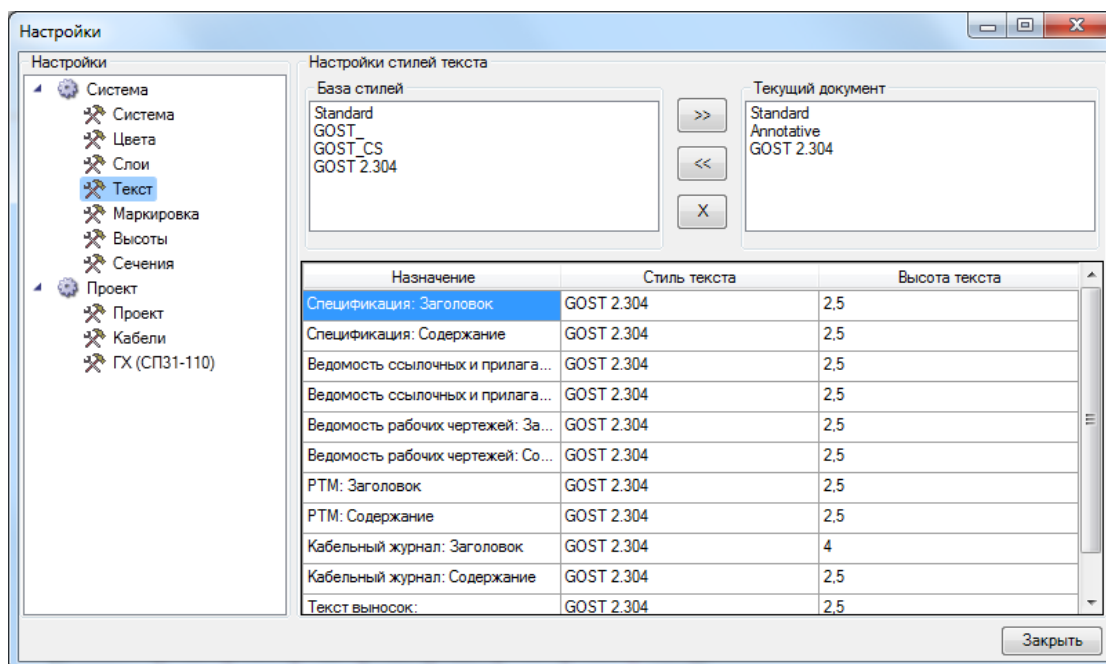 Настройки
Настройки
Система
Система
Цвета
Слои
Текст
Маркировка
Высоты
Сечения
Проект
Проект
Кабели
ГХ (СП31-110)
Настройки стилей текста
База стилей
Standard
GOST_
GOST_CS
GOST 2.304
>>
<<
X
Текущий документ
Standard
Annotative
GOST 2.304
Назначение Стиль текста Высота текста
Спецификация: Заголовок GOST 2.304 2,5
Спецификация: Содержание GOST 2.304 2,5
Ведомость ссылочных и прилага... GOST 2.304 2,5
Ведомость ссылочных и прилага... GOST 2.304 2,5
Ведомость рабочих чертежей: За... GOST 2.304 2,5
Ведомость рабочих чертежей: Со... GOST 2.304 2,5
РТМ: Заголовок GOST 2.304 2,5
РТМ: Содержание GOST 2.304 2,5
Кабельный журнал: Заголовок GOST 2.304 4
Кабельный журнал: Содержание GOST 2.304 2,5
Текст выносок: GOST 2.304 2,5
Закрыть